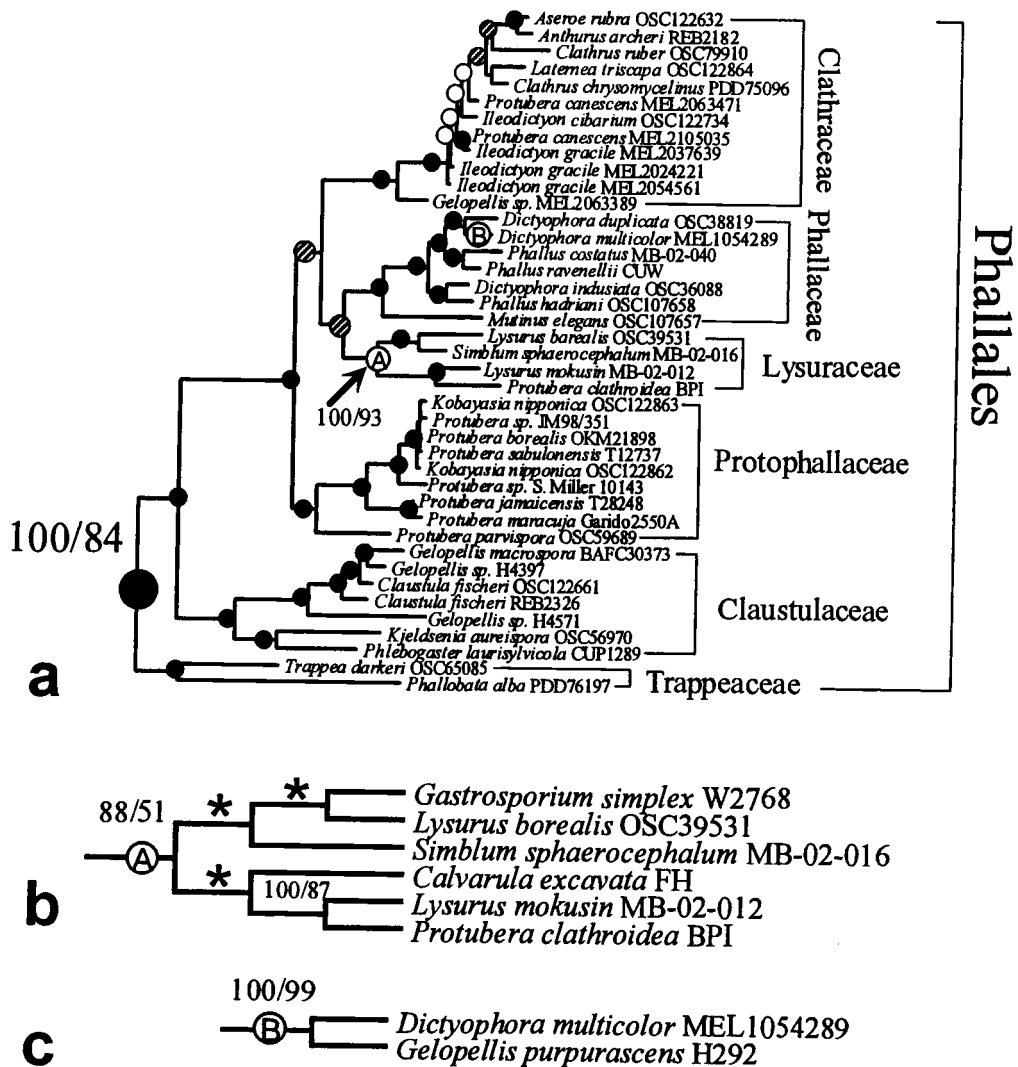 Aseroe rubra OSC122632
Anthurus archeri REB2182
Clathrus ruber OSC79910
Laternea triscapa OSC122864
Clathrus chrysomycelinus PDD75096
Protubera canescens MEL2063471
Ileodictyon cibarium OSC122734
Protubera canescens MEL2105035
Ileodictyon gracile MEL2037639
Ileodictyon gracile MEL2024221
Ileodictyon gracile MEL2054561
Gelopellis sp. MEL2063389
Clathraceae
Dictyophora duplicata OSC38819
B
Dictyophora multicolor MEL1054289
Phallus costatus MB-02-040
Phallus ravenellii CUW
Dictyophora indusiata OSC36088
Phallus hadriani OSC107658
Mutinus elegans OSC107657
Phallaceae
Lysurus borealis OSC39531
Simblum sphaerocephalum MB-02-016
A
Lysurus mokusin MB-02-012
Protubera clathroidea BPI
100/93
Lysuraceae
Kobayasia nipponica OSC122863
Protubera sp. JM98/351
Protubera borealis OKM21898
Protubera sabulonensis T12737
Kobayasia nipponica OSC122862
Protubera sp. S. Miller 10143
Protubera jamaicensis T28248
Protubera maracuja Garido2550A
Protubera parvispora OSC59689
Protophallaceae
100/84
Gelopellis macrospora BAFC30373
Gelopellis sp. H4397
Claustula fischeri OSC122661
Claustula fischeri REB2326
Gelopellis sp. H4571
Kjeldsenia aureispora OSC56970
Phlebogaster laurisylvicola CUP1289
Claustulaceae
Trappea darkeri OSC65085
Phallobata alba PDD76197
Trappeaceae
Phallales
a
88/51
A
* *
*
Gastrosporium simplex W2768
Lysurus borealis OSC39531
Simblum sphaerocephalum MB-02-016
Calvarula excavata FH
100/87
Lysurus mokusin MB-02-012
Protubera clathroidea BPI
b
100/99
B
Dictyophora multicolor MEL1054289
Gelopellis purpurascens H292
c